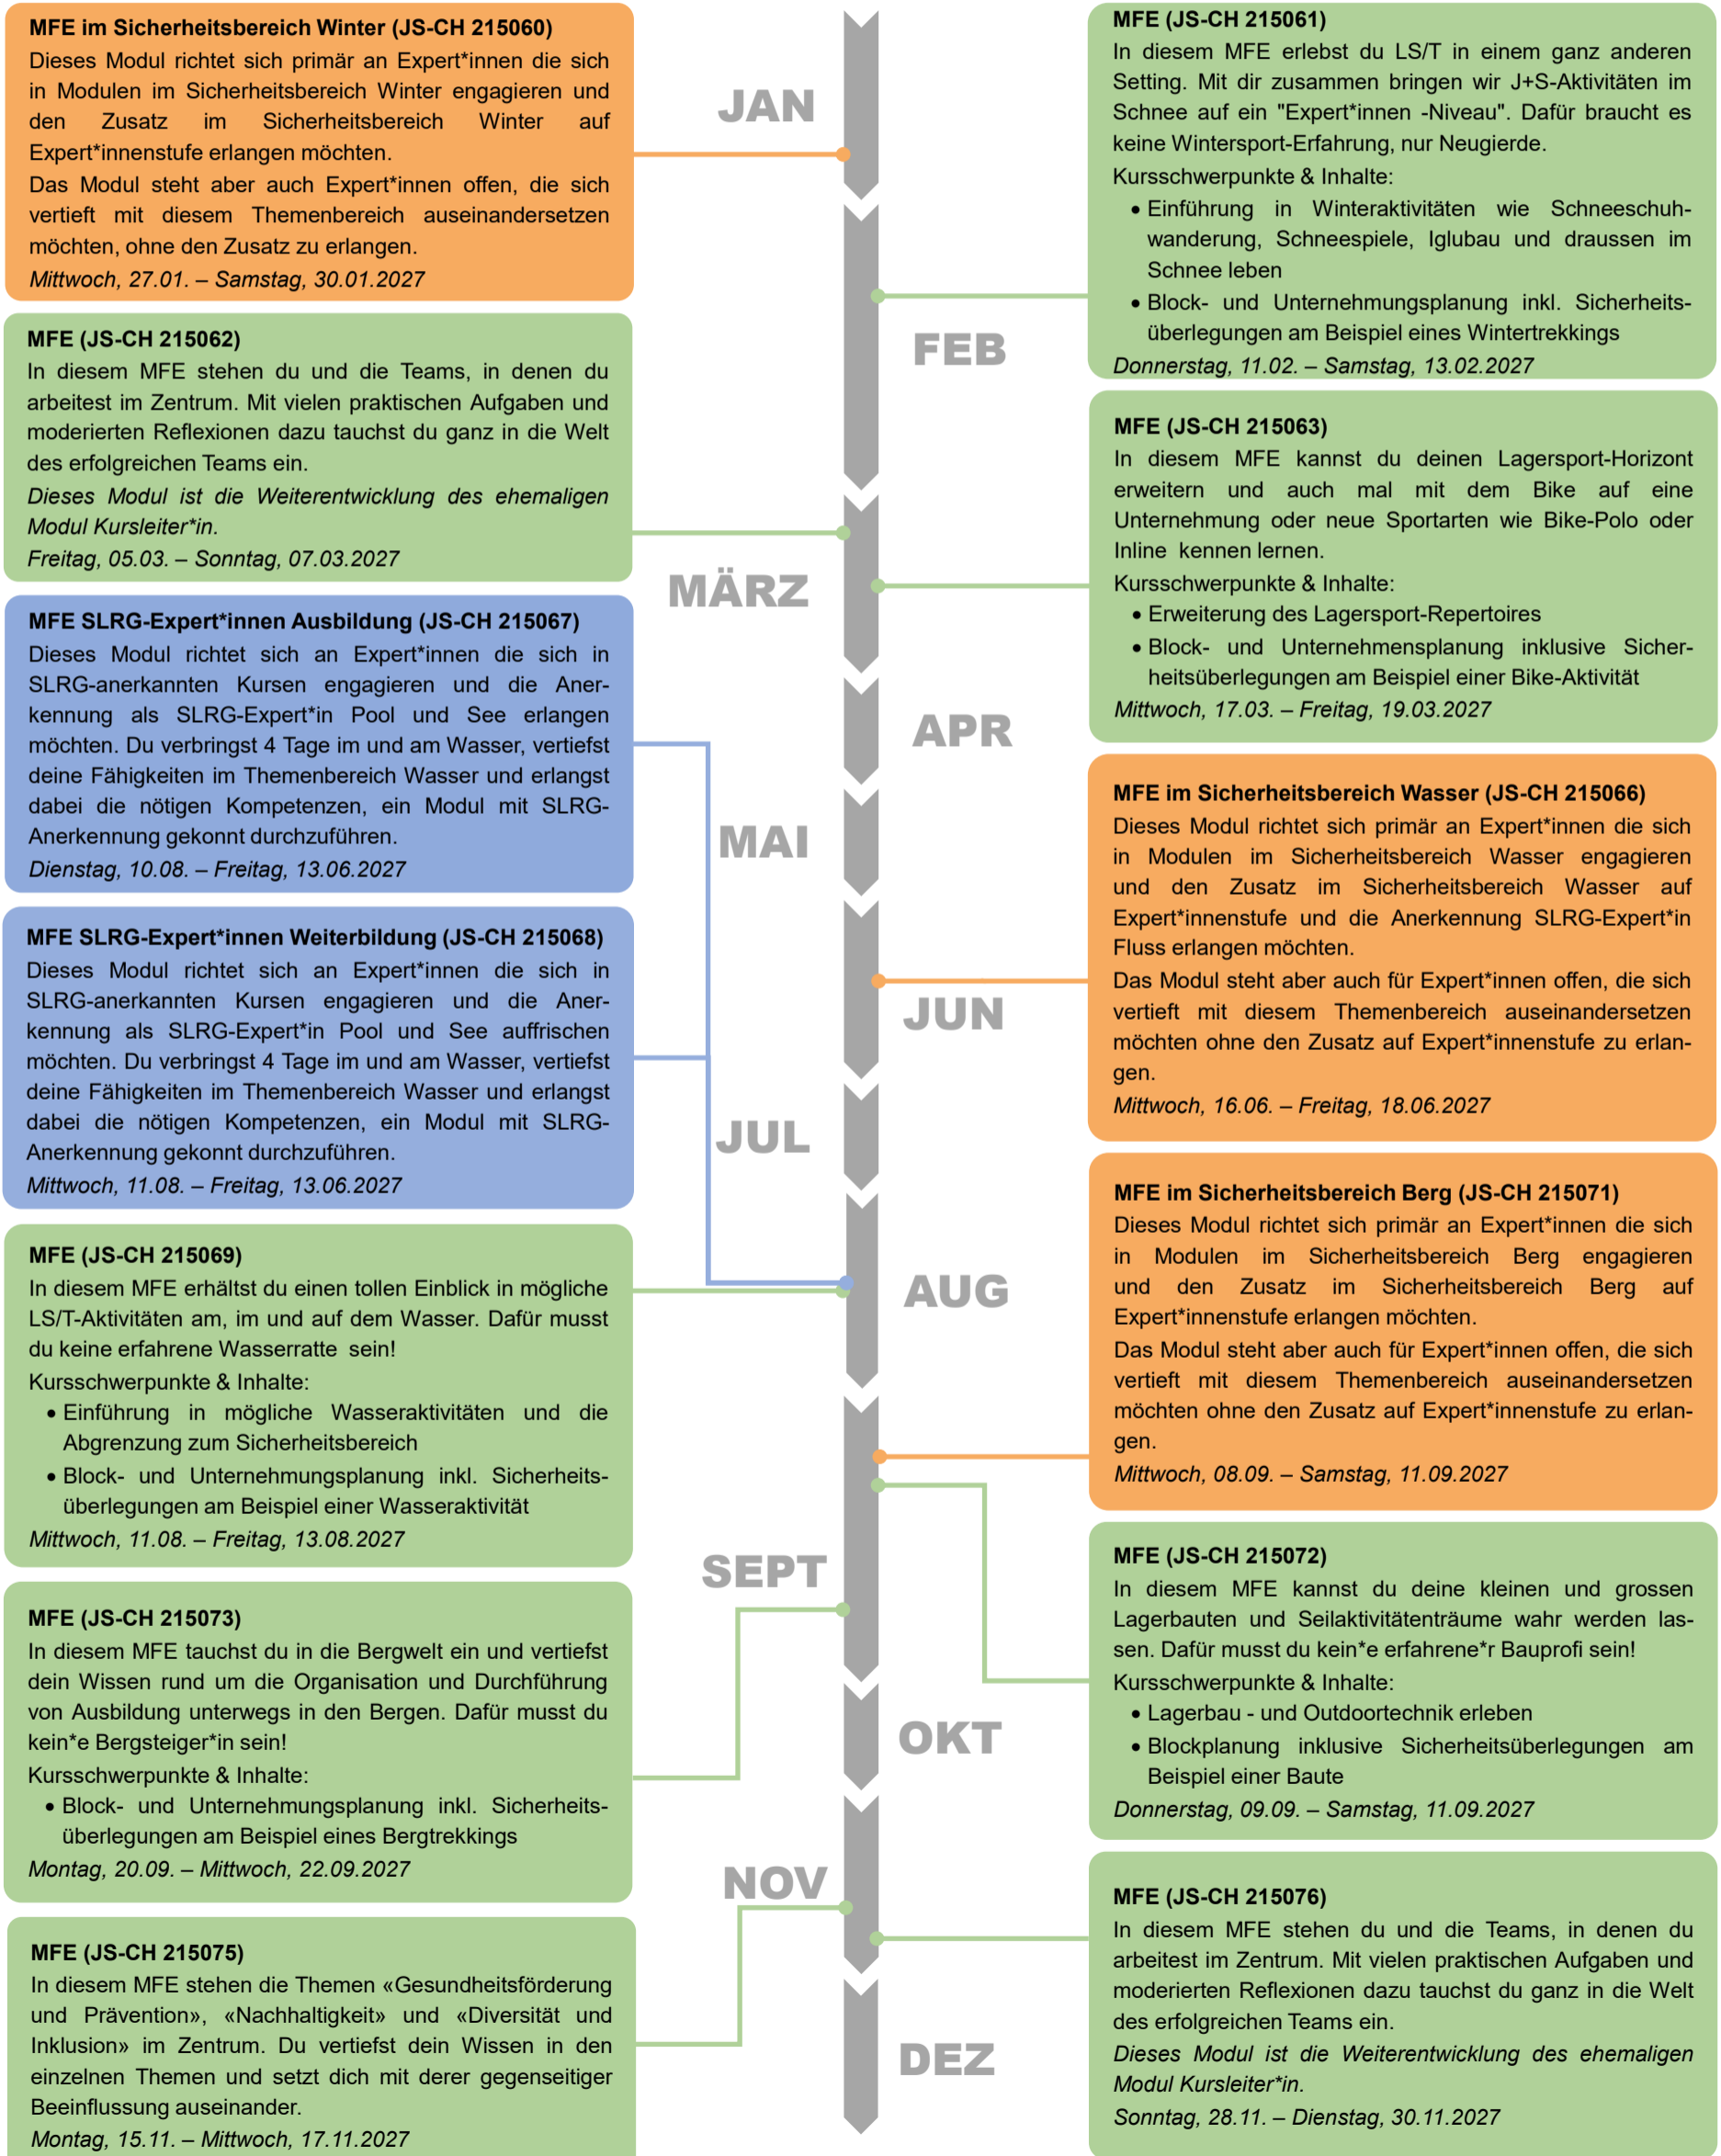 MFE im Sicherheitsbereich Winter (JS-CH 215060)
Dieses Modul richtet sich primär an Expert*innen die sich
in Modulen im Sicherheitsbereich Winter engagieren und
den Zusatz im Sicherheitsbereich Winter auf
Expert*innenstufe erlangen möchten.
Das Modul steht aber auch Expert*innen offen, die sich
vertieft mit diesem Themenbereich auseinandersetzen
möchten, ohne den Zusatz zu erlangen.
Mittwoch, 27.01. – Samstag, 30.01.2027
JAN
MFE (JS-CH 215061)
In diesem MFE erlebst du LS/T in einem ganz anderen
Setting. Mit dir zusammen bringen wir J+S-Aktivitäten im
Schnee auf ein "Expert*innen -Niveau". Dafür braucht es
keine Wintersport-Erfahrung, nur Neugierde.
Kursschwerpunkte & Inhalte:
• Einführung in Winteraktivitäten wie Schneeschuh-
wanderung, Schneespiele, Iglubau und draussen im
Schnee leben
• Block- und Unternehmungsplanung inkl. Sicherheits-
überlegungen am Beispiel eines Wintertrekkings
Donnerstag, 11.02. – Samstag, 13.02.2027
FEB
MFE (JS-CH 215062)
In diesem MFE stehen du und die Teams, in denen du
arbeitest im Zentrum. Mit vielen praktischen Aufgaben und
moderierten Reflexionen dazu tauchst du ganz in die Welt
des erfolgreichen Teams ein.
Dieses Modul ist die Weiterentwicklung des ehemaligen
Modul Kursleiter*in.
Freitag, 05.03. – Sonntag, 07.03.2027
MÄRZ
MFE (JS-CH 215063)
In diesem MFE kannst du deinen Lagersport-Horizont
erweitern und auch mal mit dem Bike auf eine
Unternehmung oder neue Sportarten wie Bike-Polo oder
Inline kennen lernen.
Kursschwerpunkte & Inhalte:
• Erweiterung des Lagersport-Repertoires
• Block- und Unternehmensplanung inklusive Sicher-
heitsüberlegungen am Beispiel einer Bike-Aktivität
Mittwoch, 17.03. – Freitag, 19.03.2027
APR
MFE SLRG-Expert*innen Ausbildung (JS-CH 215067)
Dieses Modul richtet sich an Expert*innen die sich in
SLRG-anerkannten Kursen engagieren und die Aner-
kennung als SLRG-Expert*in Pool und See erlangen
möchten. Du verbringst 4 Tage im und am Wasser, vertiefst
deine Fähigkeiten im Themenbereich Wasser und erlangst
dabei die nötigen Kompetenzen, ein Modul mit SLRG-
Anerkennung gekonnt durchzuführen.
Dienstag, 10.08. – Freitag, 13.06.2027
MAI
MFE im Sicherheitsbereich Wasser (JS-CH 215066)
Dieses Modul richtet sich primär an Expert*innen die sich
in Modulen im Sicherheitsbereich Wasser engagieren
und den Zusatz im Sicherheitsbereich Wasser auf
Expert*innenstufe und die Anerkennung SLRG-Expert*in
Fluss erlangen möchten.
Das Modul steht aber auch für Expert*innen offen, die sich
vertieft mit diesem Themenbereich auseinandersetzen
möchten ohne den Zusatz auf Expert*innenstufe zu erlan-
gen.
Mittwoch, 16.06. – Freitag, 18.06.2027
JUN
MFE SLRG-Expert*innen Weiterbildung (JS-CH 215068)
Dieses Modul richtet sich an Expert*innen die sich in
SLRG-anerkannten Kursen engagieren und die Aner-
kennung als SLRG-Expert*in Pool und See auffrischen
möchten. Du verbringst 4 Tage im und am Wasser, vertiefst
deine Fähigkeiten im Themenbereich Wasser und erlangst
dabei die nötigen Kompetenzen, ein Modul mit SLRG-
Anerkennung gekonnt durchzuführen.
Mittwoch, 11.08. – Freitag, 13.06.2027
JUL
MFE im Sicherheitsbereich Berg (JS-CH 215071)
Dieses Modul richtet sich primär an Expert*innen die sich
in Modulen im Sicherheitsbereich Berg engagieren
und den Zusatz im Sicherheitsbereich Berg auf
Expert*innenstufe erlangen möchten.
Das Modul steht aber auch für Expert*innen offen, die sich
vertieft mit diesem Themenbereich auseinandersetzen
möchten ohne den Zusatz auf Expert*innenstufe zu erlan-
gen.
Mittwoch, 08.09. – Samstag, 11.09.2027
AUG
MFE (JS-CH 215069)
In diesem MFE erhältst du einen tollen Einblick in mögliche
LS/T-Aktivitäten am, im und auf dem Wasser. Dafür musst
du keine erfahrene Wasserratte sein!
Kursschwerpunkte & Inhalte:
• Einführung in mögliche Wasseraktivitäten und die
Abgrenzung zum Sicherheitsbereich
• Block- und Unternehmungsplanung inkl. Sicherheits-
überlegungen am Beispiel einer Wasseraktivität
Mittwoch, 11.08. – Freitag, 13.08.2027
SEPT
MFE (JS-CH 215072)
In diesem MFE kannst du deine kleinen und grossen
Lagerbauten und Seilaktivitätenträume wahr werden las-
sen. Dafür musst du kein*e erfahrene*r Bauprofi sein!
Kursschwerpunkte & Inhalte:
• Lagerbau - und Outdoortechnik erleben
• Blockplanung inklusive Sicherheitsüberlegungen am
Beispiel einer Baute
Donnerstag, 09.09. – Samstag, 11.09.2027
OKT
MFE (JS-CH 215073)
In diesem MFE tauchst du in die Bergwelt ein und vertiefst
dein Wissen rund um die Organisation und Durchführung
von Ausbildung unterwegs in den Bergen. Dafür musst du
kein*e Bergsteiger*in sein!
Kursschwerpunkte & Inhalte:
• Block- und Unternehmungsplanung inkl. Sicherheits-
überlegungen am Beispiel eines Bergtrekkings
Montag, 20.09. – Mittwoch, 22.09.2027
NOV
MFE (JS-CH 215076)
In diesem MFE stehen du und die Teams, in denen du
arbeitest im Zentrum. Mit vielen praktischen Aufgaben und
moderierten Reflexionen dazu tauchst du ganz in die Welt
des erfolgreichen Teams ein.
Dieses Modul ist die Weiterentwicklung des ehemaligen
Modul Kursleiter*in.
Sonntag, 28.11. – Dienstag, 30.11.2027
DEZ
MFE (JS-CH 215075)
In diesem MFE stehen die Themen «Gesundheitsförderung
und Prävention», «Nachhaltigkeit» und «Diversität und
Inklusion» im Zentrum. Du vertiefst dein Wissen in den
einzelnen Themen und setzt dich mit derer gegenseitiger
Beeinflussung auseinander.
Montag, 15.11. – Mittwoch, 17.11.2027